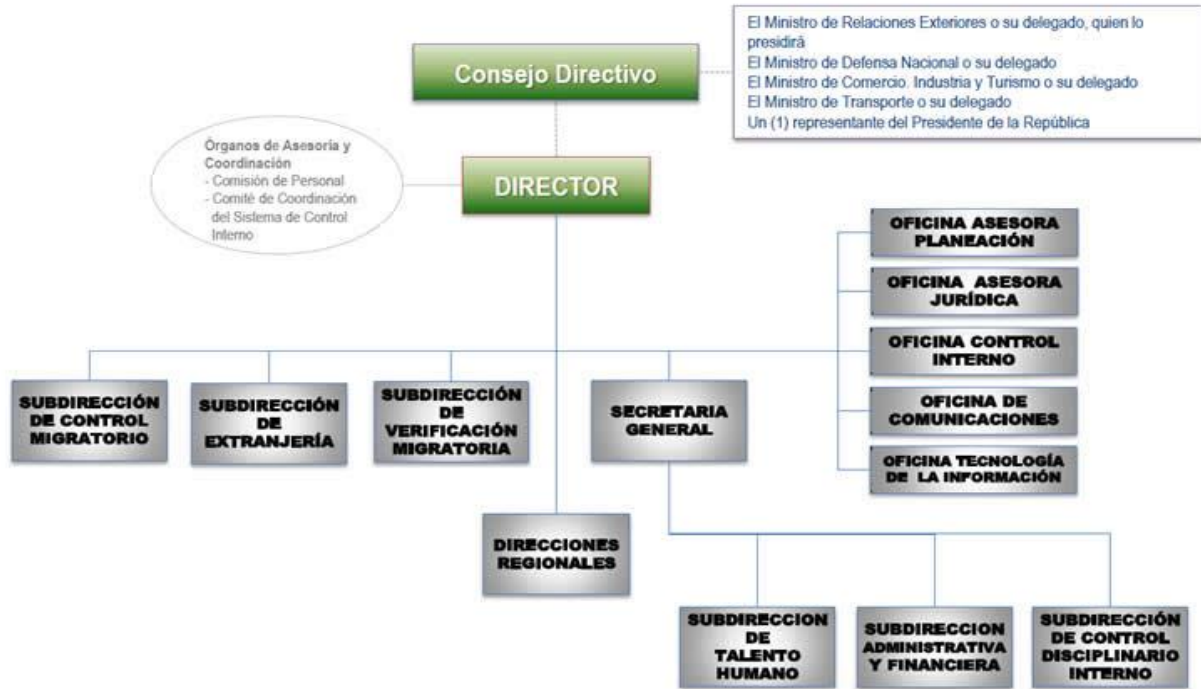 El Ministro de Relaciones Exteriores o su delegado, quien lo
presidirá
El Ministro de Defensa Nacional o su delegado
El Ministro de Comercio. Industria y Turismo o su delegado
El Ministro de Transporte o su delegado
Un (1) representante del Presidente de la República
Consejo Directivo
Órganos de Asesoría y
Coordinación
- Comisión de Personal
- Comité de Coordinación
del Sistema de Control
Interno
DIRECTOR
OFICINA ASESORA
PLANEACIÓN
OFICINA ASESORA
JURÍDICA
OFICINA CONTROL
INTERNO
OFICINA DE
COMUNICACIONES
OFICINA TECNOLOGÍA
DE LA INFORMACIÓN
SUBDIRECCIÓN
DE CONTROL
MIGRATORIO
SUBDIRECCIÓN
DE
EXTRANJERÍA
SUBDIRECCIÓN
DE
VERIFICACIÓN
MIGRATORIA
SECRETARIA
GENERAL
DIRECCIONES
REGIONALES
SUBDIRECCION
DE
TALENTO
HUMANO
SUBDIRECCION
ADMINISTRATIVA
Y FINANCIERA
SUBDIRECCIÓN
DE CONTROL
DISCIPLINARIO
INTERNO